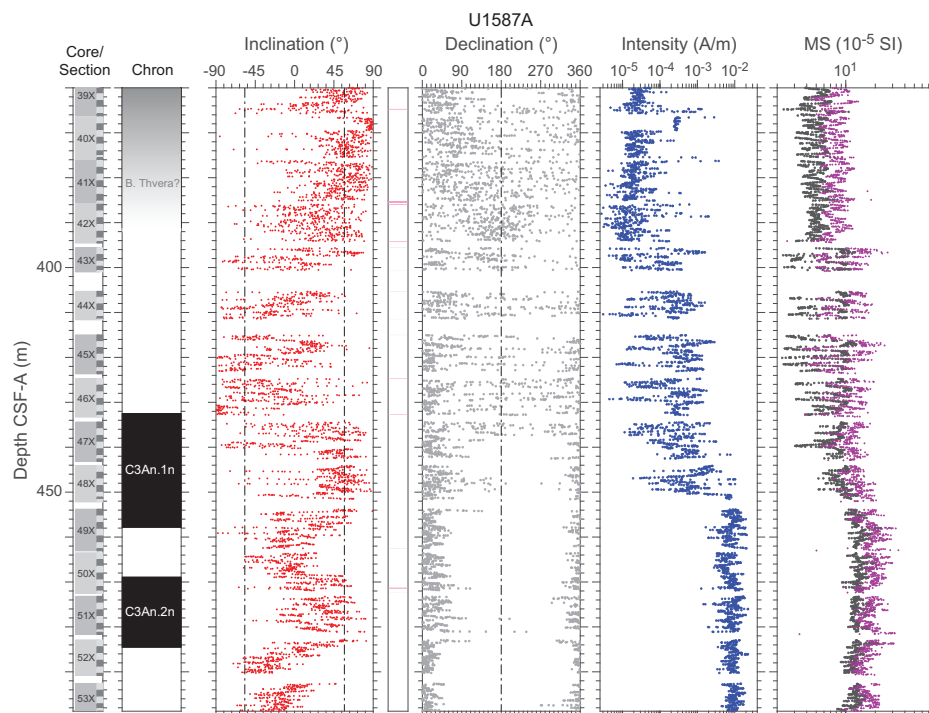 U1587A
Core/
Section
Chron
Inclination (°)
Declination (°)
Intensity (A/m)
MS (10-5 SI)
-90 -45 0 45 90
0 90 180 270 360
10-5 10-4 10-3 10-2
101
39X
40X
41X
B. Thvera?
42X
400
43X
44X
45X
46X
47X
C3An.1n
48X
450
49X
50X
C3An.2n
51X
52X
53X
Depth CSF-A (m)